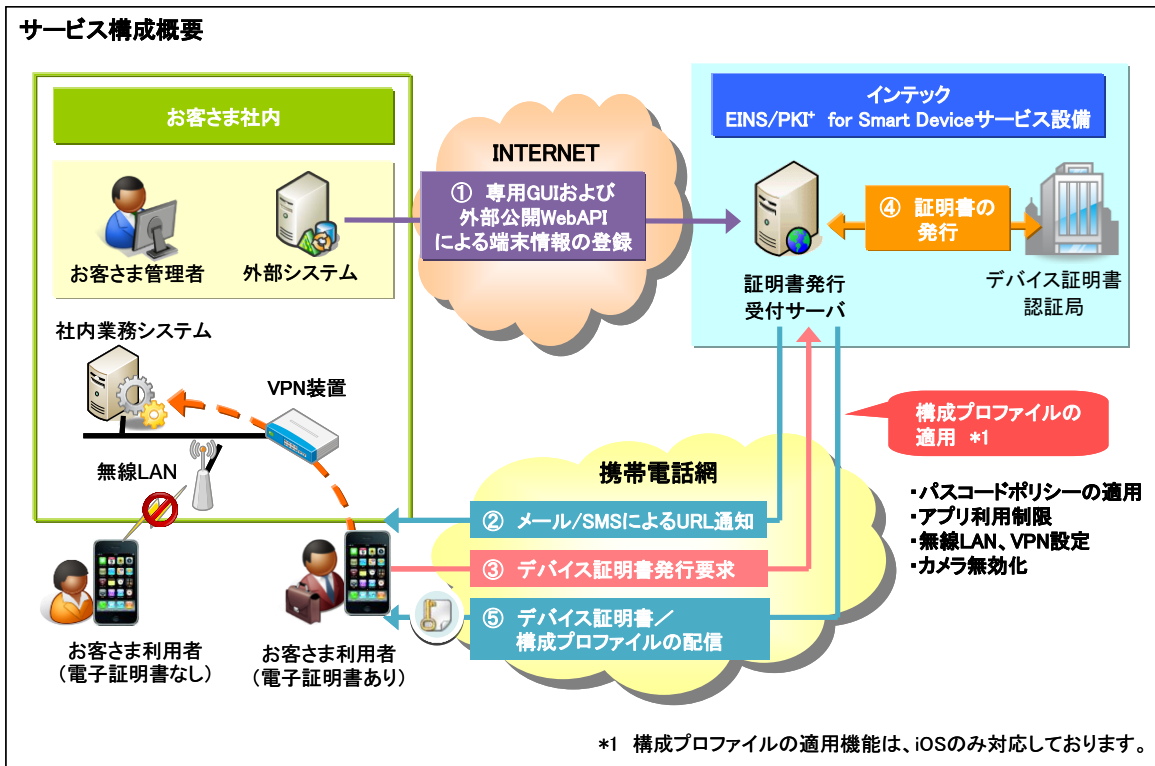 サービス構成概要
お客さま社内
お客さま管理者
外部システム
社内業務システム
VPN装置
無線LAN
お客さま利用者
（電子証明書なし）
お客さま利用者
（電子証明書あり）
INTERNET
① 専用GUIおよび
外部公開WebAPI
による端末情報の登録
インテック
EINS/PKI⁺ for Smart Deviceサービス設備
④ 証明書の
発行
証明書発行
受付サーバ
デバイス証明書
認証局
構成プロファイルの
適用 *1
・パスコードポリシーの適用
・アプリ利用制限
・無線LAN、VPN設定
・カメラ無効化
携帯電話網
② メール/SMSによるURL通知
③ デバイス証明書発行要求
⑤ デバイス証明書／
構成プロファイルの配信
*1 構成プロファイルの適用機能は、iOSのみ対応しております。